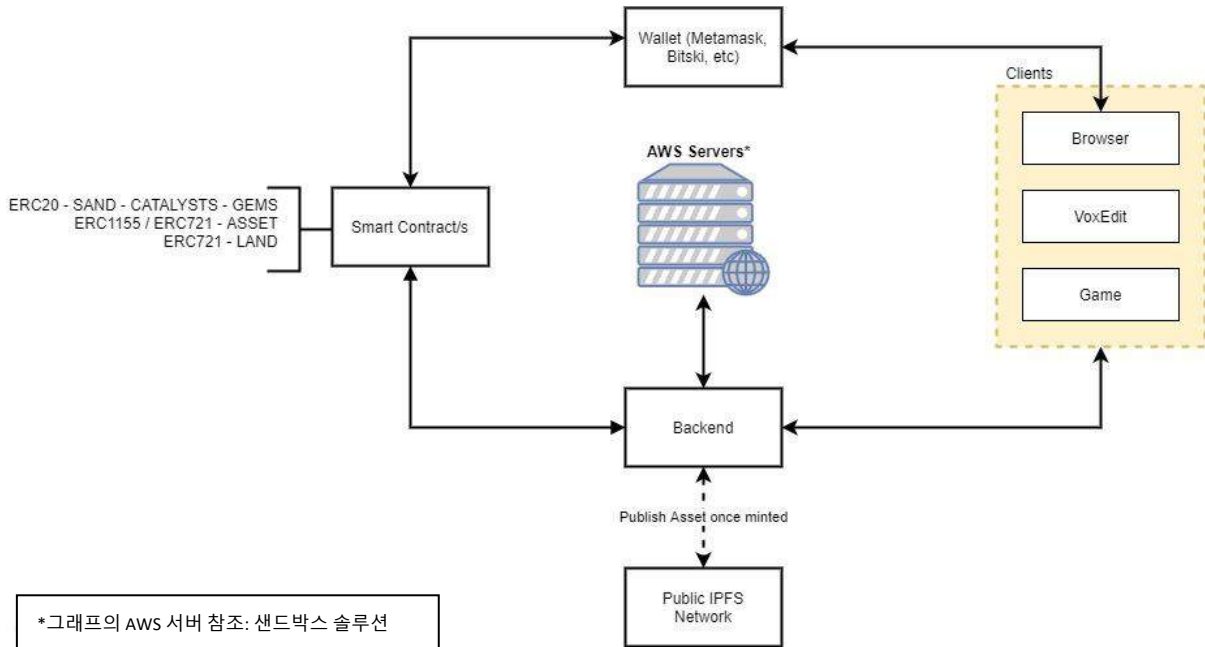 Wallet (Metamask,
Bitski, etc)
Clients
Browser
AWS Servers*
VoxEdit
ERC20 - SAND - CATALYSTS - GEMS
ERC1155 / ERC721 - ASSET
ERC721 - LAND
Smart Contract/s
Game
Backend
Publish Asset once minted
Public IPFS
Network
*그래프의 AWS 서버 참조: 샌드박스 솔루션